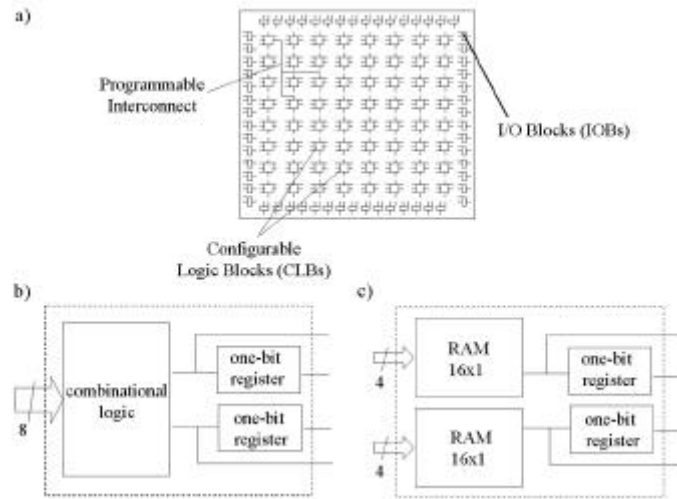 a)
Programmable
Interconnect
I/O Blocks (IOBs)
Configurable
Logic Blocks (CLBs)
b)
combinational
logic
8
one-bit
register
one-bit
register
c)
RAM
16x1
4
one-bit
register
RAM
16x1
4
one-bit
register